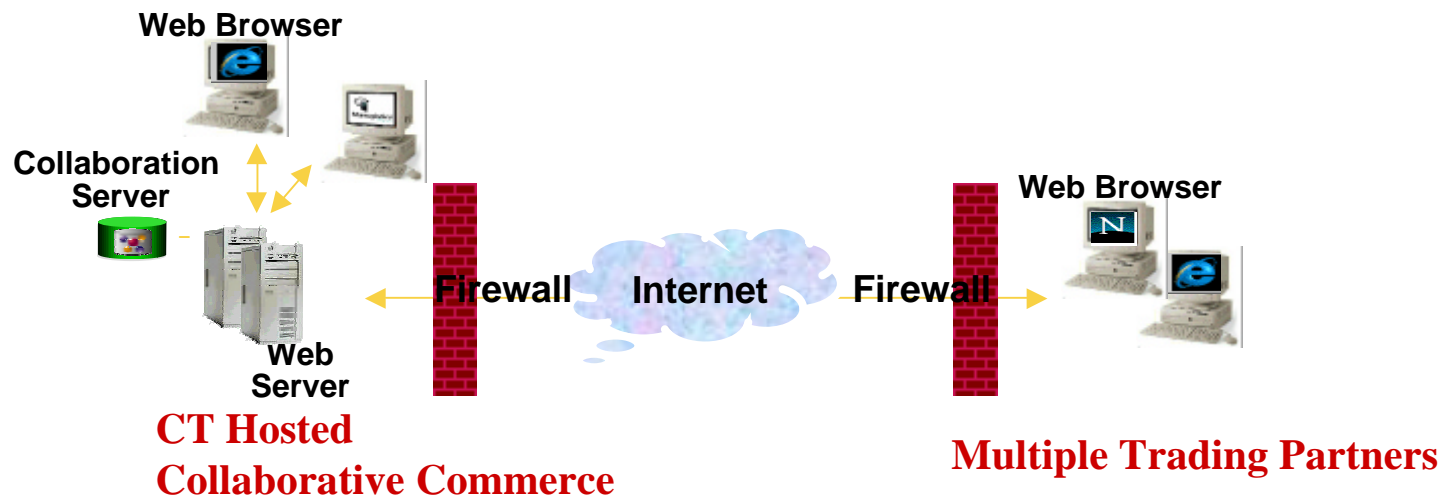 Web Browser
Collaboration
Server
Web Browser
N
Firewall
Internet
Firewall
Web
Server
CT Hosted
Collaborative Commerce
Multiple Trading Partners